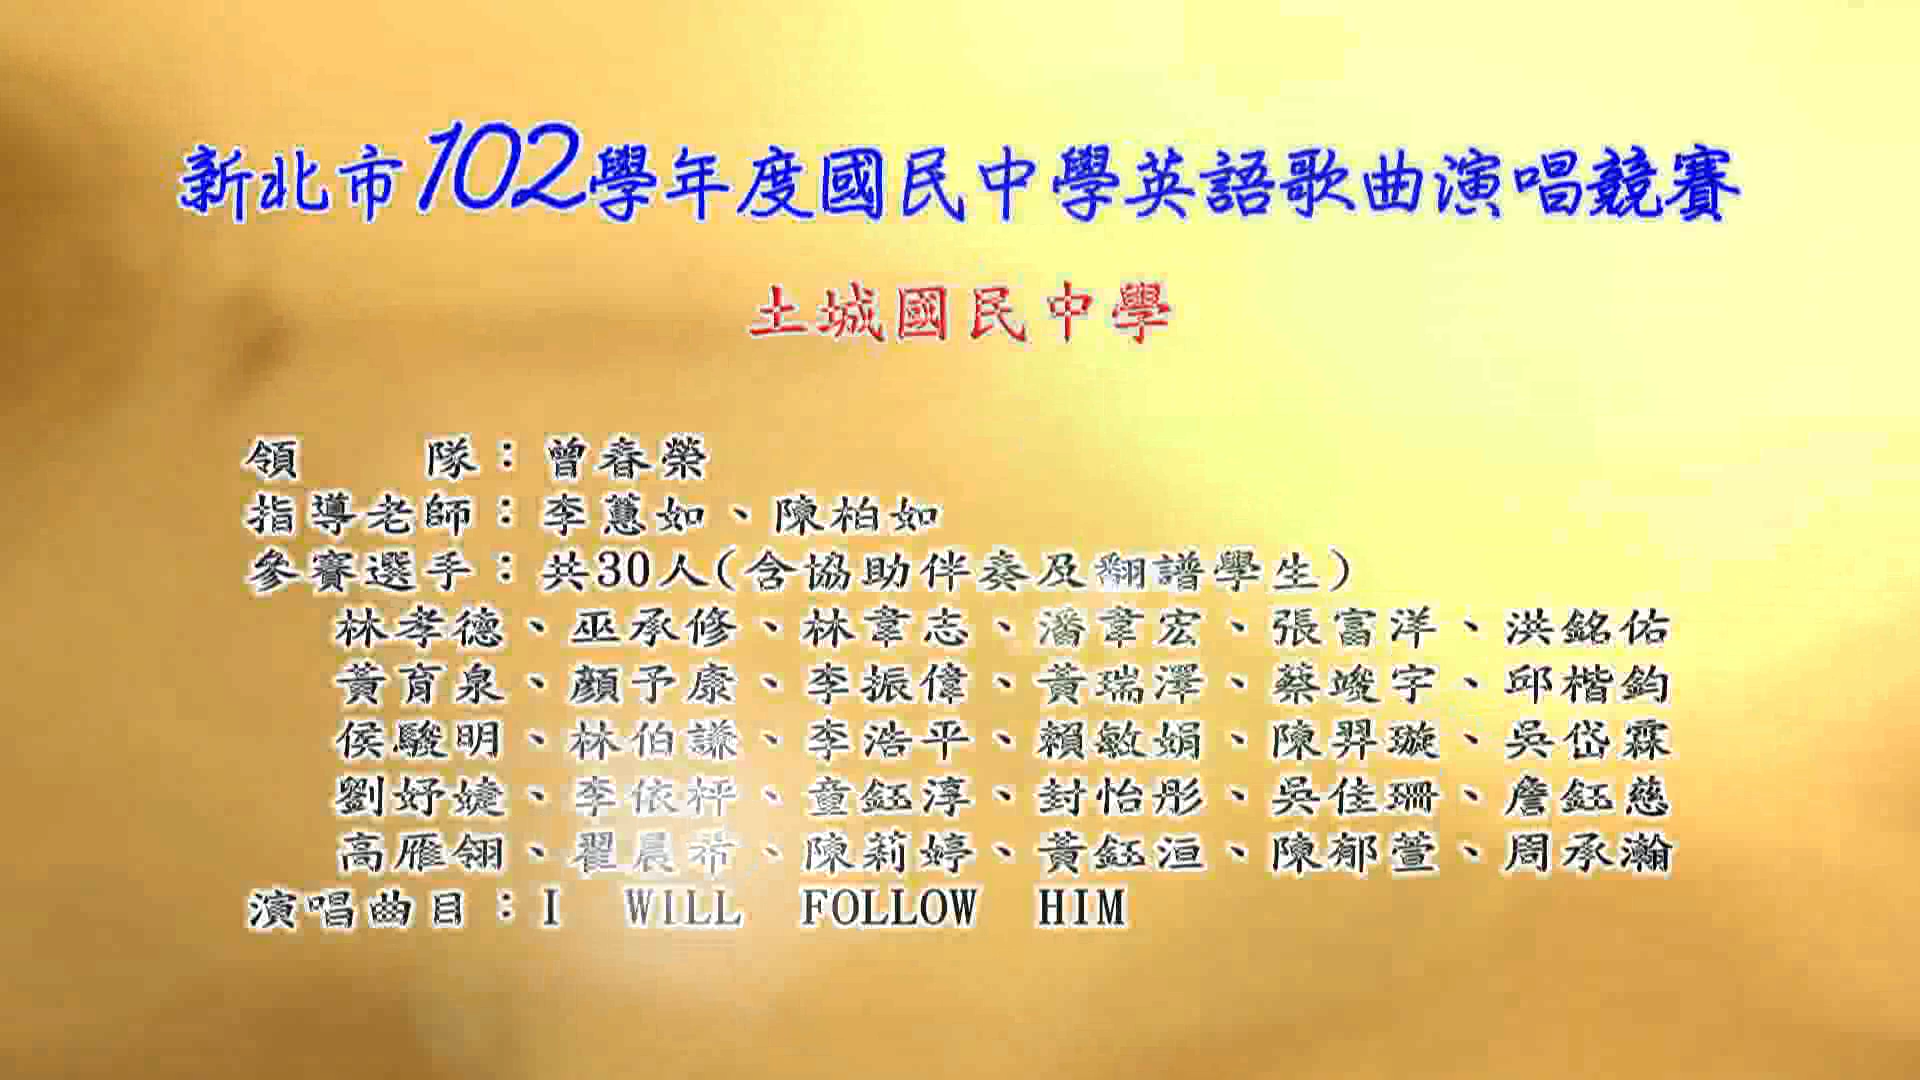 新北市102學年度國民中學英語歌曲演唱競賽
土城國民中學
領　　隊：曾春榮
指導老師：李蕙如、陳柏如
參賽選手：共30人(含協助伴奏及翻譜學生)
林孝德、巫承修、林韋志、潘韋宏、張富洋、洪銘佑
黃育泉、顏予康、李振偉、黃瑞澤、蔡竣宇、邱楷鈞
侯駿明、林伯謙、李浩平、賴敏娟、陳羿璇、吳岱霖
劉妤婕、李依枰、童鈺淳、封怡彤、吳佳珊、詹鈺慈
高雁翎、翟晨希、陳莉婷、黃鈺洹、陳郁萱、周承瀚
演唱曲目：I WILL FOLLOW HIM